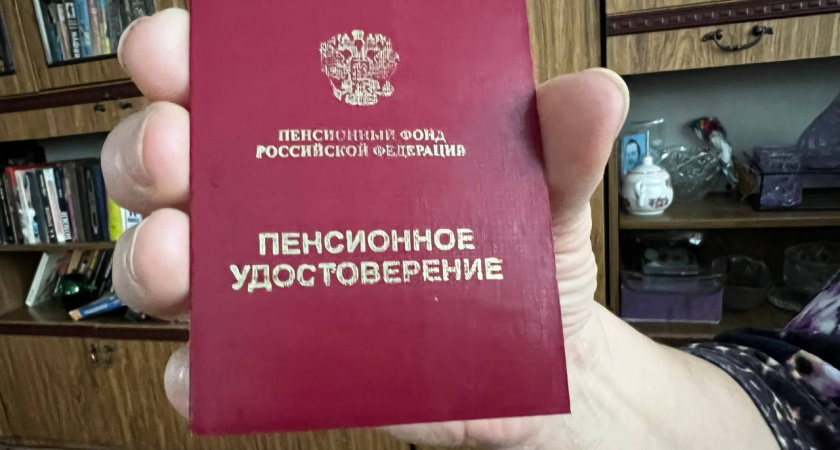 ПЕНСИОННЫЙ ФОНД
РОССИЙСКОЙ ФЕДЕРАЦИИ
ПЕНСИОННОЕ
УДОСТОВЕРЕНИЕ